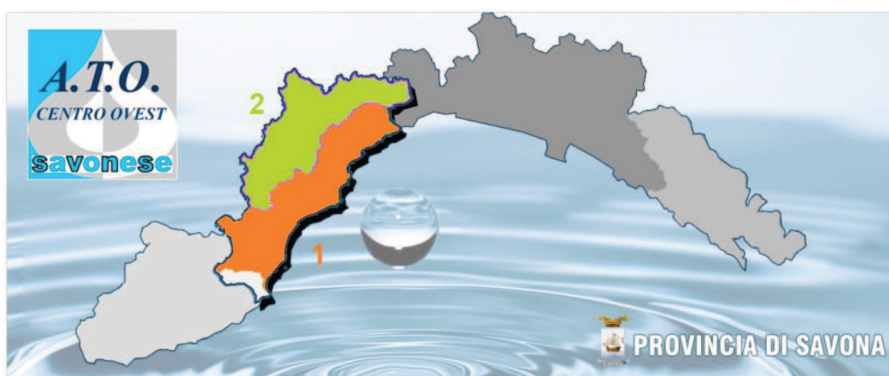 A.T.O.
CENTRO OVEST
savonese
2
1
PROVINCIA DI SAVONA